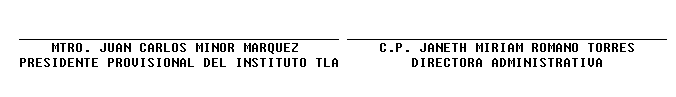 MTRO. JUAN CARLOS MINOR MARQUEZ
PRESIDENTE PROVISIONAL DEL INSTITUTO TLA
C.P. JANETH MIRIAM ROMANO TORRES
DIRECTORA ADMINISTRATIVA